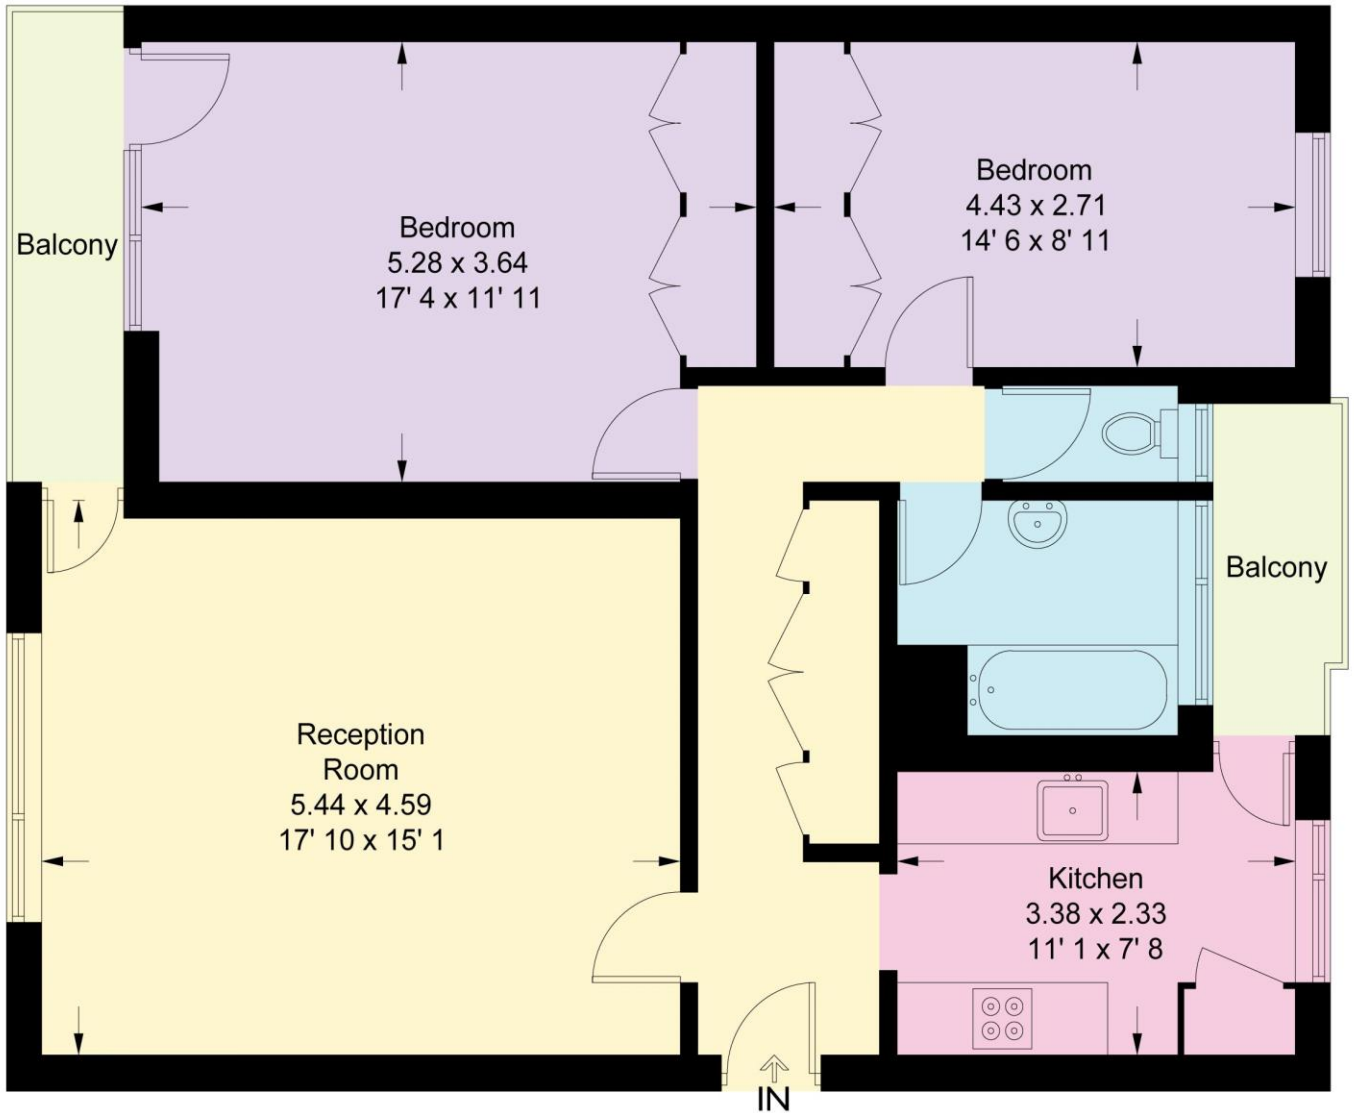 Balcony
Bedroom
5.28 x 3.64
17' 4 x 11' 11
Bedroom
4.43 x 2.71
14' 6 x 8' 11
Balcony
Reception
Room
5.44 x 4.59
17' 10 x 15' 1
Kitchen
3.38 x 2.33
11' 1 x 7' 8
IN